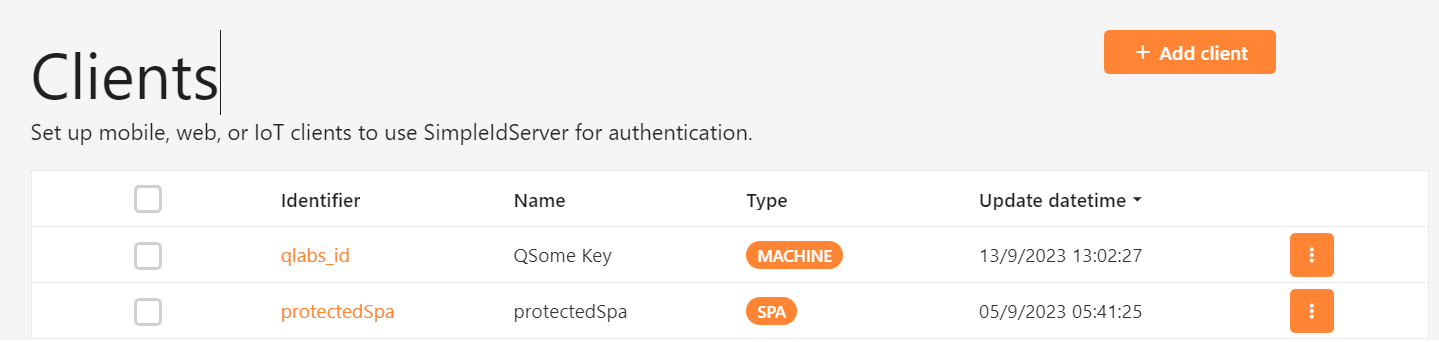 Clients
+ Add client
Set up mobile, web, or IoT clients to use SimpleIdServer for authentication.
Identifier Name Type Update datetime
qlabs_id QSome Key MACHINE 13/9/2023 13:02:27
protectedSpa protectedSpa SPA 05/9/2023 05:41:25